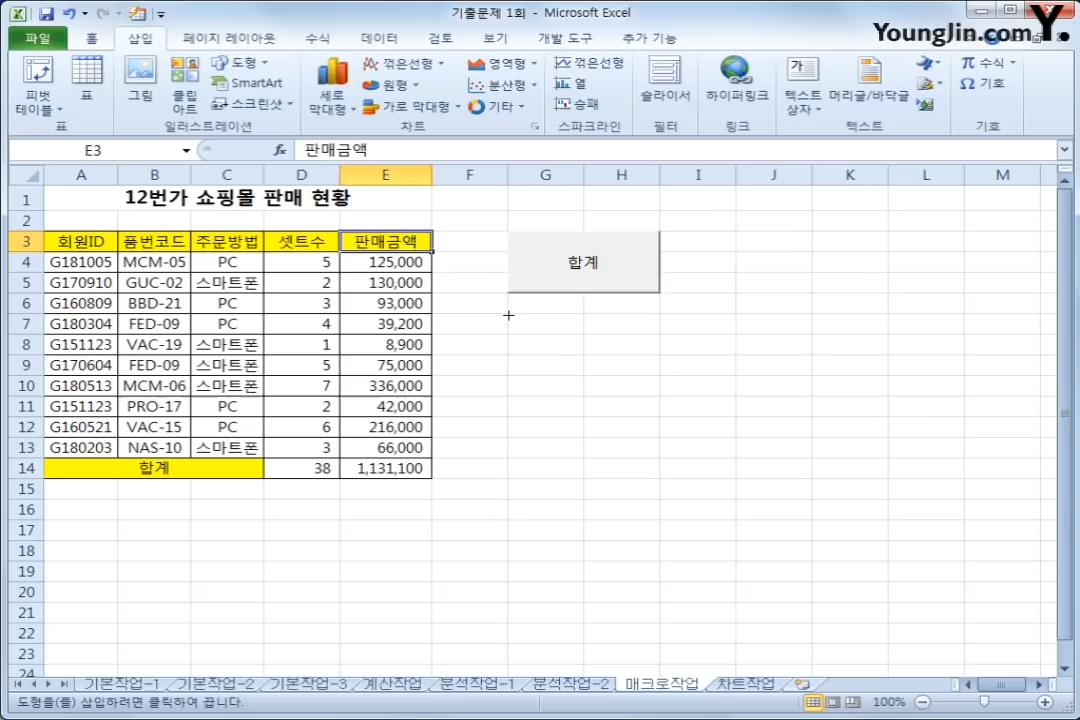 기출문제 1회 - Microsoft Excel
YoungJin.com Y.
파일 홈 삽입 페이지 레이아웃 수식 데이터 검토 보기 개발 도구 추가 기능
피벗 테이블 표 그림 클립 아트 도형 SmartArt 스크린샷 세로 막대형 꺾은선형 원형 가로 막대형 영역형 분산형 기타 꺾은선형 열 승패 슬라이서 하이퍼링크 텍스트 상자 머리글/바닥글 π 수식 Ω 기호
표 일러스트레이션 차트 스파크라인 필터 링크 텍스트 기호
E3 fx 판매금액
A B C D E F G H I J K L M
1 12번가 쇼핑몰 판매 현황
2
3 회원ID 품번코드 주문방법 셋트수 판매금액
4 G181005 MCM-05 PC 5 125,000
합계
5 G170910 GUC-02 스마트폰 2 130,000
6 G160809 BBD-21 PC 3 93,000
7 G180304 FED-09 PC 4 39,200
8 G151123 VAC-19 스마트폰 1 8,900
9 G170604 FED-09 스마트폰 5 75,000
10 G180513 MCM-06 스마트폰 7 336,000
11 G151123 PRO-17 PC 2 42,000
12 G160521 VAC-15 PC 6 216,000
13 G180203 NAS-10 스마트폰 3 66,000
14 합계 38 1,131,100
15
16
17
18
19
20
21
22
23
24
기본작업-1 기본작업-2 기본작업-3 계산작업 분석작업-1 분석작업-2 매크로작업 차트작업
도형을(를) 삽입하려면 클릭하여 끕니다. 100%